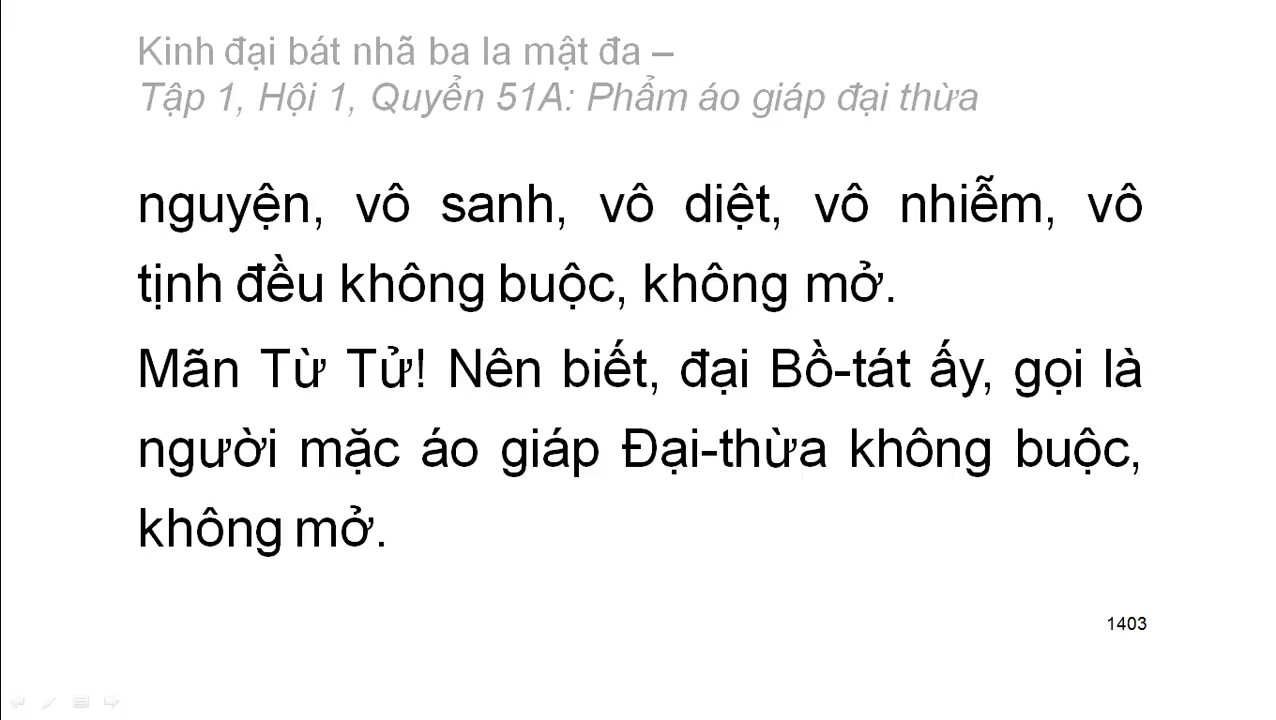 Kinh đại bát nhã ba la mật đa –
Tập 1, Hội 1, Quyển 51A: Phẩm áo giáp đại thừa
nguyện, vô sanh, vô diệt, vô nhiễm, vô
tịnh đều không buộc, không mở.
Mãn Từ Tử! Nên biết, đại Bồ-tát ấy, gọi là
người mặc áo giáp Đại-thừa không buộc,
không mở.
1403